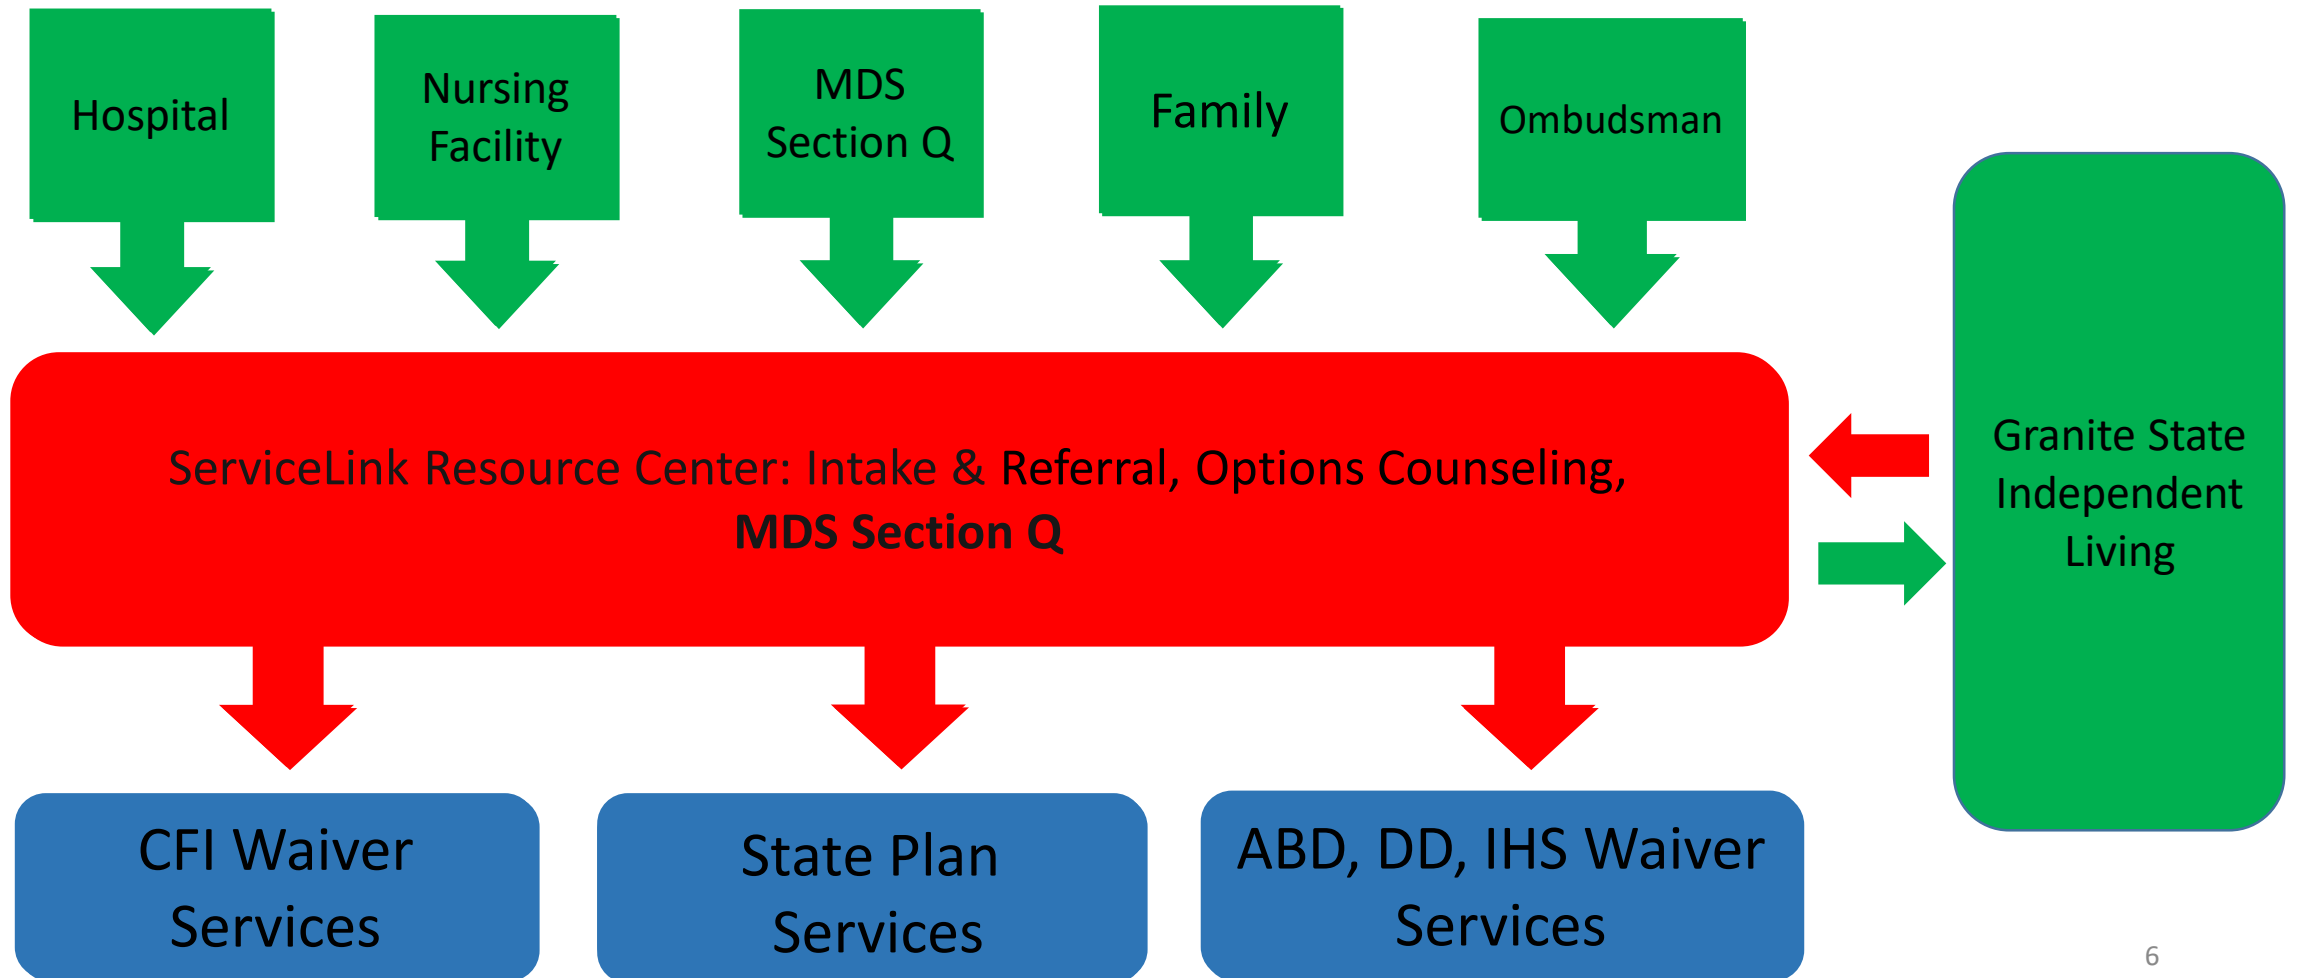 Hospital
Nursing
Facility
MDS
Section Q
Family
Ombudsman
Granite State
Independent
Living
ServiceLink Resource Center: Intake & Referral, Options Counseling,
MDS Section Q
CFI Waiver
Services
State Plan
Services
ABD, DD, IHS Waiver
Services
6